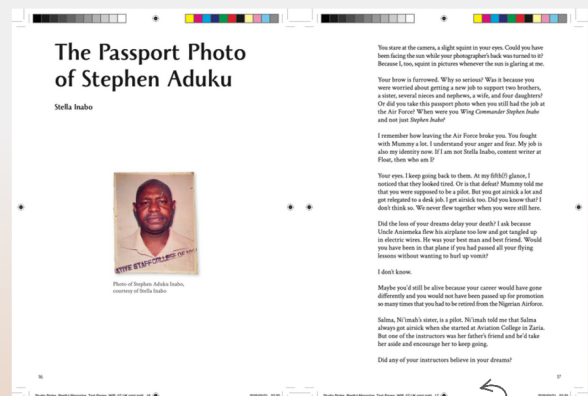 The Passport Photo
of Stephen Aduku
Stella Inabo
Photo of Stephen Aduku Inabo,
courtesy of Stella Inabo
16
You stare at the camera, a slight squint in your eyes. Could you have
been facing the sun while your photographer's back was turned to it?
Because I, too, squint in pictures whenever the sun is glaring at me.
Your brow is furrowed. Why so serious? Was it because you
were worried about getting a new job to support two brothers,
a sister, several nieces and nephews, a wife, and four daughters?
Or did you take this passport photo when you still had the job at
the Air Force? When were you Wing Commander Stephen Inabo
and not just Stephen Inabo?
I remember how leaving the Air Force broke you. You fought
with Mummy a lot. I understand your anger and fear. My job is
also my identity now. If I am not Stella Inabo, content writer at
Float, then who am I?
Your eyes. I keep going back to them. At my fifth(?) glance, I
noticed that they looked tired. Or is that defeat? Mummy told me
that you were supposed to be a pilot. But you got airsick a lot and
got relegated to a desk job. I get airsick too. Did you know that? I
don't think so. We never flew together when you were still here.
Did the loss of your dreams delay your death? I ask because
Uncle Aniemeka flew his airplane too low and got tangled up
in electric wires. He was your best man and best friend. Would
you have been in that plane if you had passed all your flying
lessons without wanting to hurl up vomit?
I don't know.
Maybe you'd still be alive because your career would have gone
differently and you would not have been passed up for promotion
so many times that you had to be retired from the Nigerian Airforce.
Salma, Ni'imah's sister, is a pilot. Ni'imah told me that Salma
always got airsick when she started at Aviation College in Zaria.
But one of the instructors was her father's friend and he'd take
her aside and encourage her to keep going.
Did any of your instructors believe in your dreams?
17